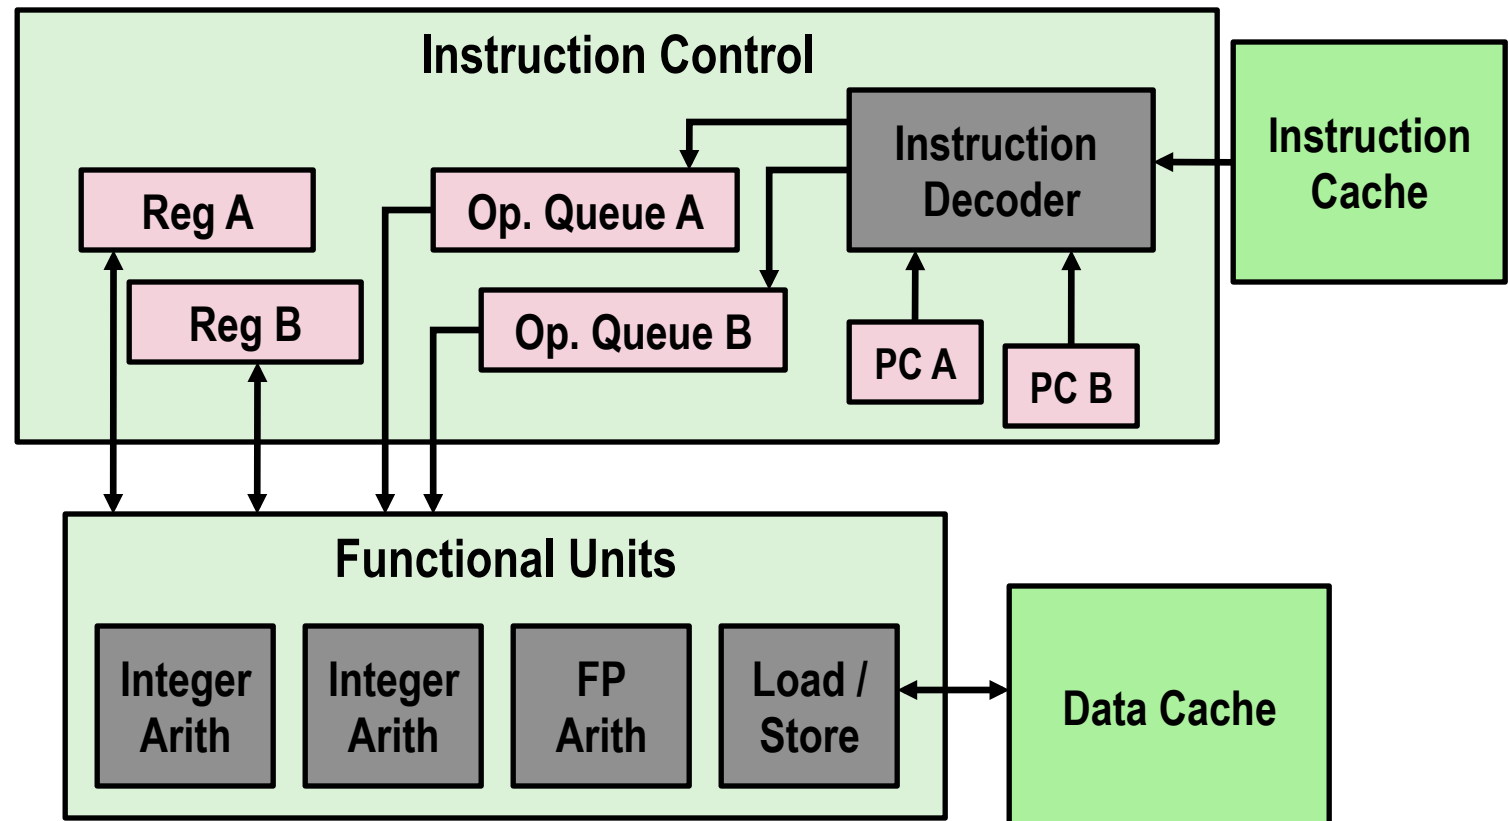 Instruction Control
Instruction
Decoder
Instruction
Cache
Reg A
Op. Queue A
Reg B
Op. Queue B
PC A
PC B
Functional Units
Integer
Arith
Integer
Arith
FP
Arith
Load /
Store
Data Cache